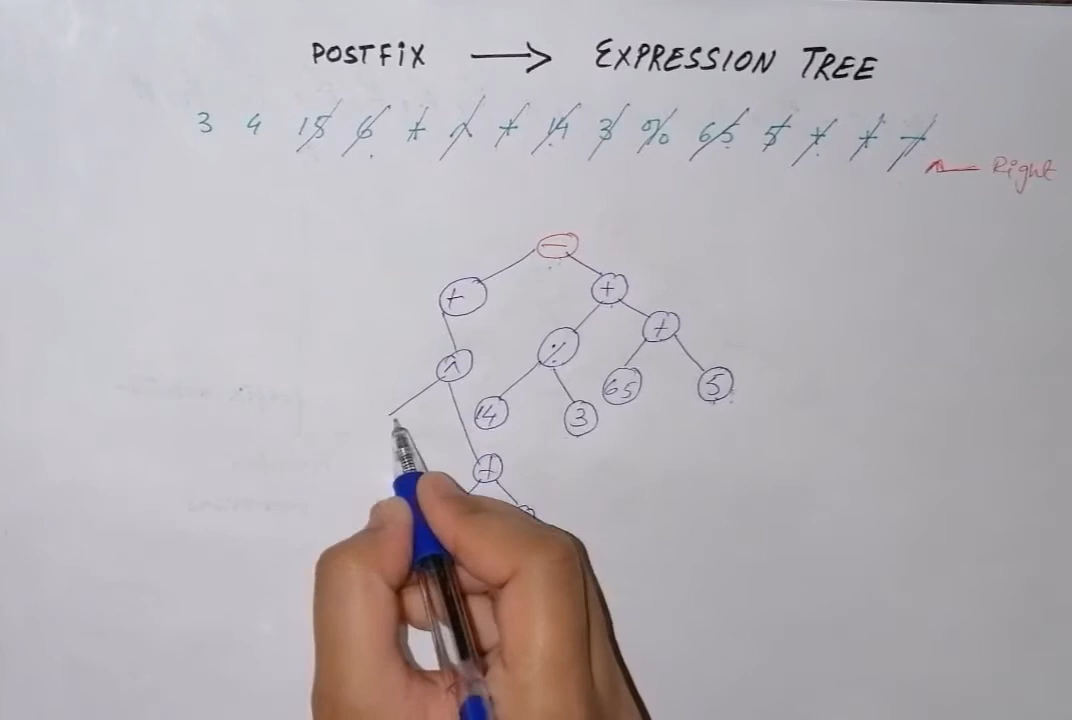 POSTFIX → EXPRESSION TREE
3 4 15 6 + ^ + 14 3 % 65 5 + + -
Right
-
+ +
% +
^
14 3 65 5
+